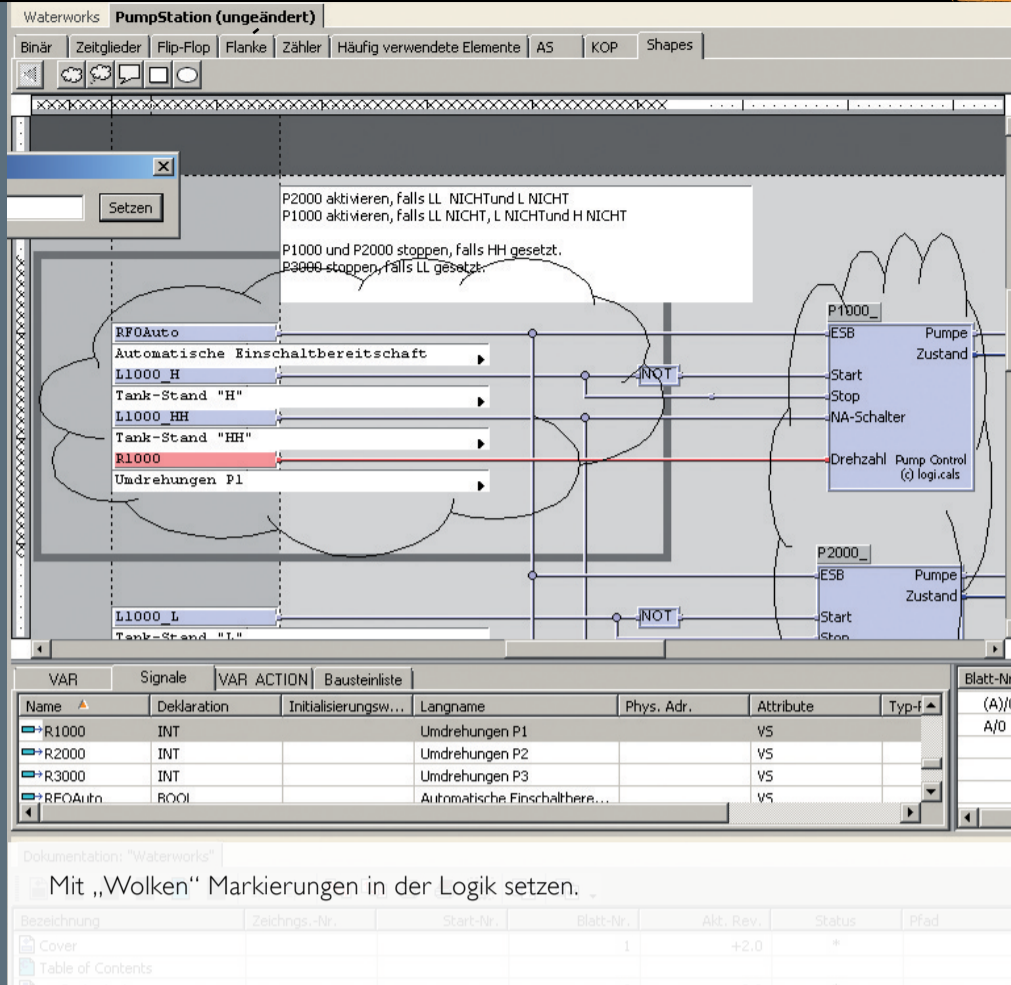 Waterworks PumpStation (ungeändert)
Binär Zeitglieder Flip-Flop Flanke Zähler Häufig verwendete Elemente AS KOP Shapes
Setzen
P2000 aktivieren, falls LL NICHTund L NICHT
P1000 aktivieren, falls LL NICHT, L NICHTund H NICHT
P1000 und P2000 stoppen, falls HH gesetzt.
P3000 stoppen, falls LL gesetzt.
P1000_
RF0Auto ESB Pumpe
Automatische Einschaltbereitschaft Zustand
L1000_H NOT Start
Tank-Stand "H" Stop
L1000_HH NA-Schalter
Tank-Stand "HH"
R1000 Drehzahl Pump Control
Umdrehungen P1 (c) logi.cals
P2000_
ESB Pumpe
Zustand
L1000_L NOT Start
Tank-Stand "L" Stop
VAR Signale VAR ACTION Bausteinliste Blatt-Nr
Name Deklaration Initialisierungsw... Langname Phys. Adr. Attribute Typ-F (A)/0
R1000 INT Umdrehungen P1 VS A/0
R2000 INT Umdrehungen P2 VS
R3000 INT Umdrehungen P3 VS
RF0Auto BOOL Automatische Einschaltbere... VS
Dokumentation: "Waterworks"
Mit „Wolken“ Markierungen in der Logik setzen.
Bezeichnung Zeichngs.-Nr. Start-Nr. Blatt-Nr. Akt. Rev. Status Pfad
Cover 1 +2.0 *
Table of Contents